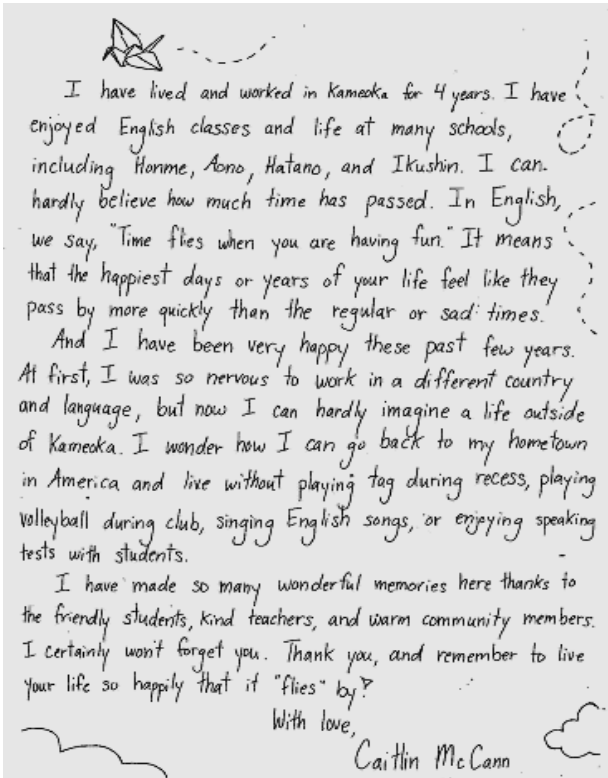 I have lived and worked in Kameoka for 4 years. I have
enjoyed English classes and life at many schools,
including Honme, Aono, Hatano, and Ikushin. I can
hardly believe how much time has passed. In English,
we say, "Time flies when you are having fun." It means
that the happiest days or years of your life feel like they
pass by more quickly than the regular or sad times.
And I have been very happy these past few years.
At first, I was so nervous to work in a different country
and language, but now I can hardly imagine a life outside
of Kameoka. I wonder how I can go back to my hometown
in America and live without playing tag during recess, playing
volleyball during club, singing English songs, or enjoying speaking
tests with students.
I have made so many wonderful memories here thanks to
the friendly students, kind teachers, and warm community members.
I certainly won't forget you. Thank you, and remember to live
your life so happily that it "flies" by!
With love,
Caitlin McCann